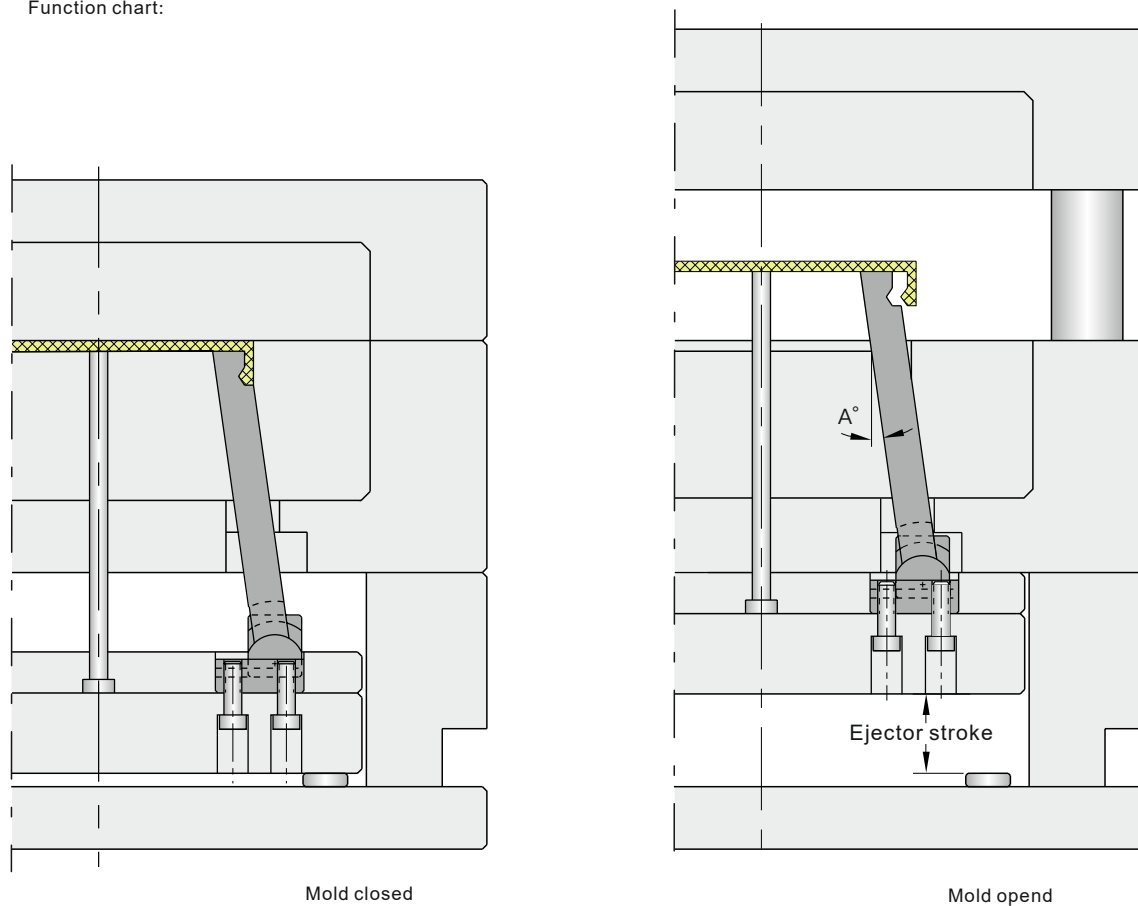 Function chart:
A°
Ejector stroke
Mold closed
Mold opend